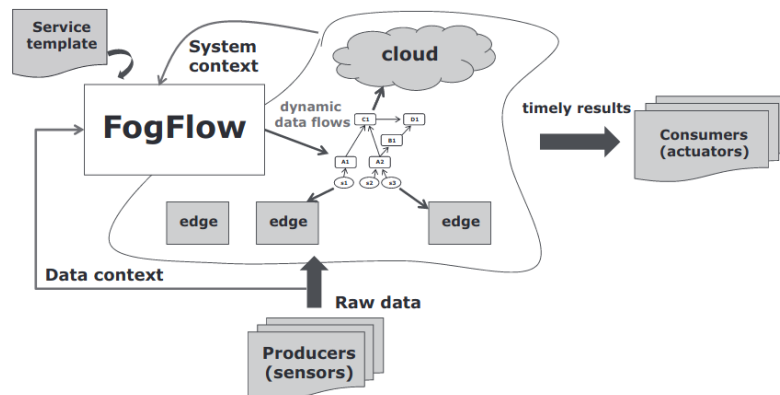 Service
template
System
context
cloud
FogFlow
dynamic
data flows
C1
D1
B1
A1
A2
s1
s2
s3
timely results
Consumers
(actuators)
edge
edge
edge
Data context
Raw data
Producers
(sensors)